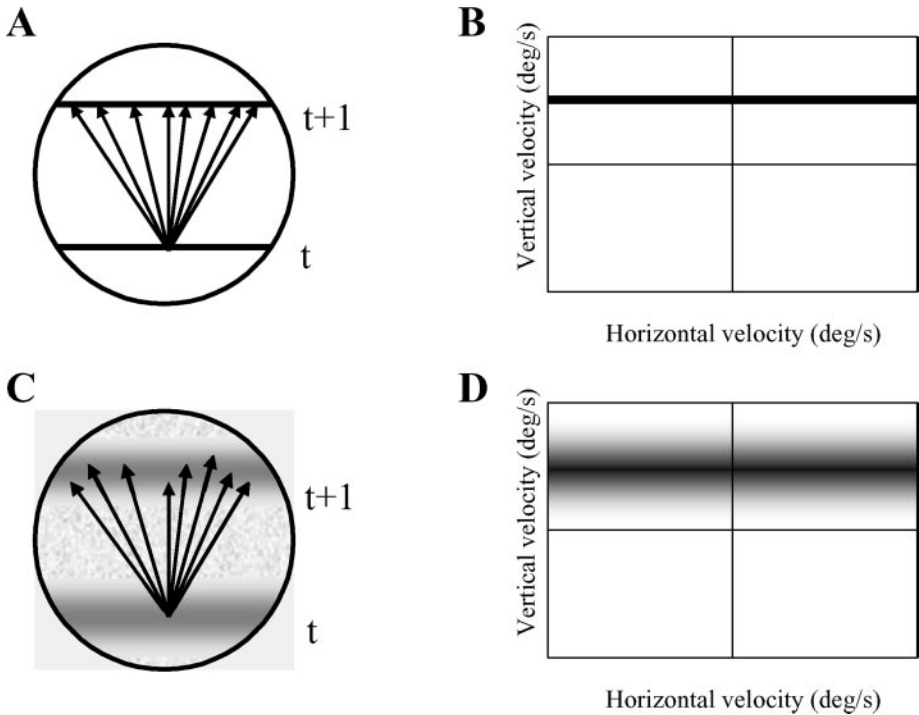 A
t+1
t
B
Vertical velocity (deg/s)
Horizontal velocity (deg/s)
C
t+1
t
D
Vertical velocity (deg/s)
Horizontal velocity (deg/s)